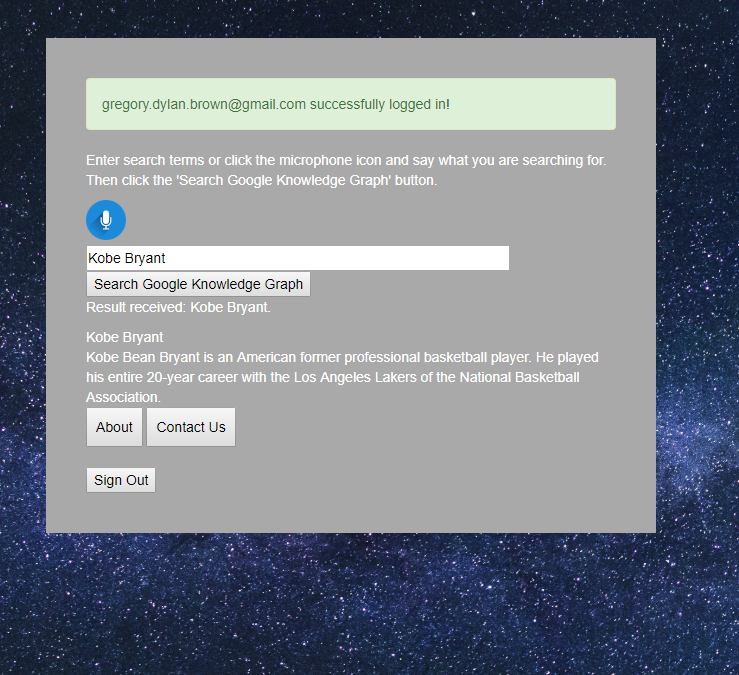 gregory.dylan.brown@gmail.com successfully logged in!
Enter search terms or click the microphone icon and say what you are searching for.
Then click the 'Search Google Knowledge Graph' button.
Kobe Bryant
Search Google Knowledge Graph
Result received: Kobe Bryant.
Kobe Bryant
Kobe Bean Bryant is an American former professional basketball player. He played
his entire 20-year career with the Los Angeles Lakers of the National Basketball
Association.
About Contact Us
Sign Out